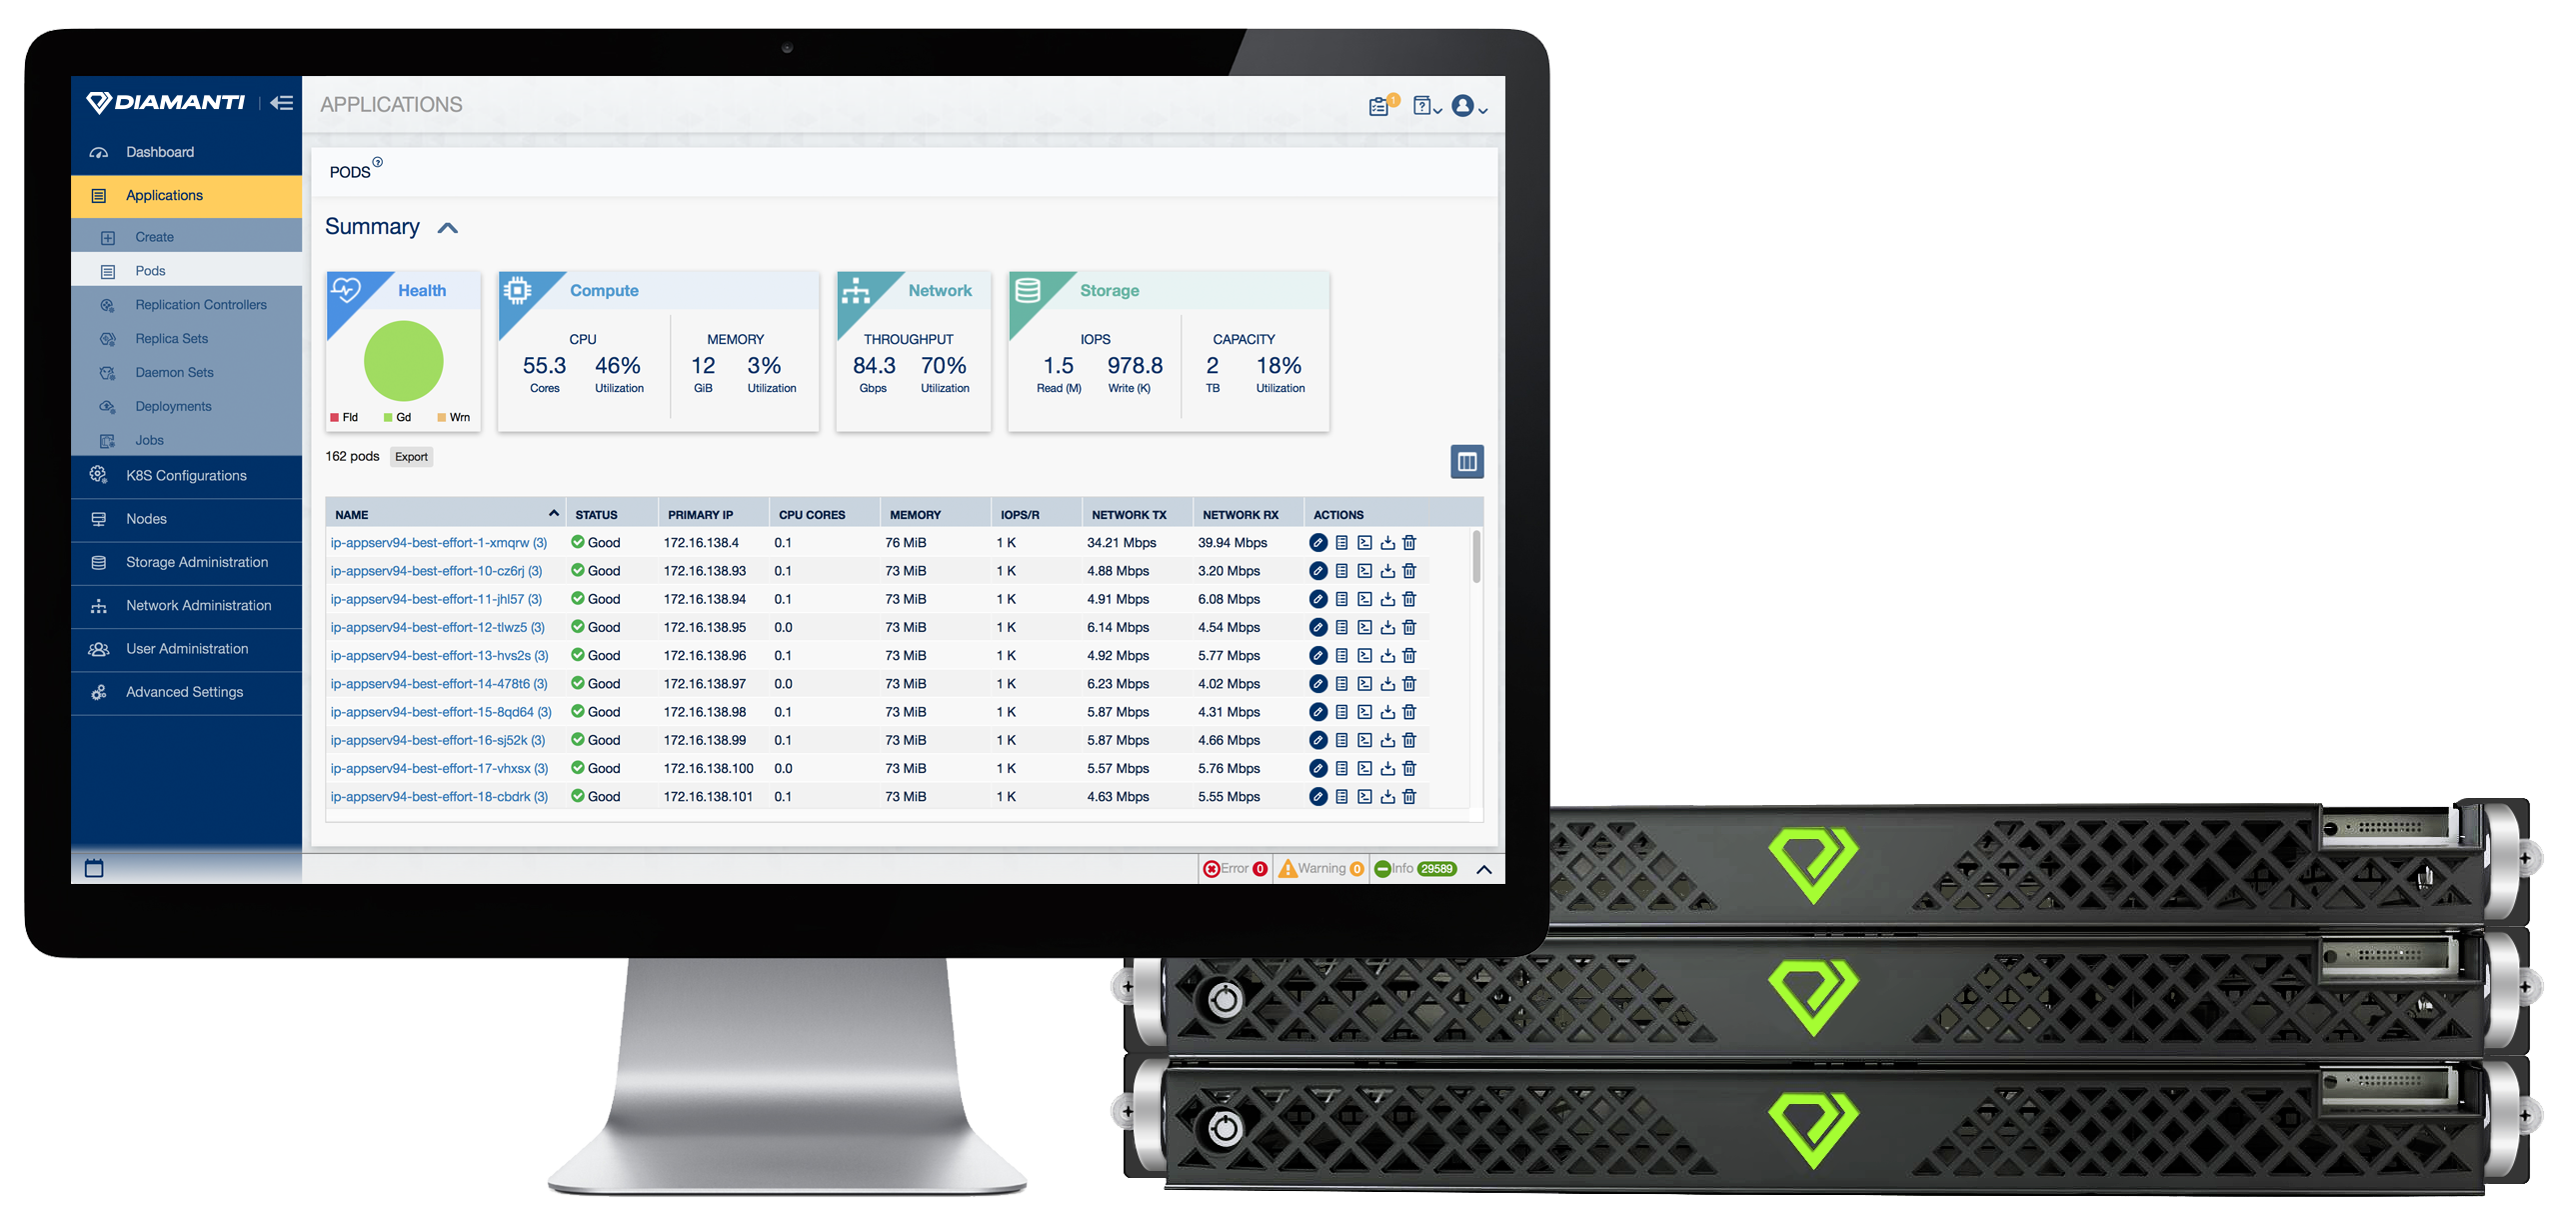 DIAMANTI
APPLICATIONS
1
Dashboard
Applications
Create
Pods
Replication Controllers
Replica Sets
Daemon Sets
Deployments
Jobs
K8S Configurations
Nodes
Storage Administration
Network Administration
User Administration
Advanced Settings
PODS
Summary
Health
Fld Gd Wrn
Compute
CPU MEMORY
55.3 46% 12 3%
Cores Utilization GiB Utilization
Network
THROUGHPUT
84.3 70%
Gbps Utilization
Storage
IOPS CAPACITY
1.5 978.8 2 18%
Read (M) Write (K) TB Utilization
162 pods Export
NAME STATUS PRIMARY IP CPU CORES MEMORY IOPS/R NETWORK TX NETWORK RX ACTIONS
ip-appserv94-best-effort-1-xmqrw (3) Good 172.16.138.4 0.1 76 MiB 1 K 34.21 Mbps 39.94 Mbps
ip-appserv94-best-effort-10-cz6rj (3) Good 172.16.138.93 0.1 73 MiB 1 K 4.88 Mbps 3.20 Mbps
ip-appserv94-best-effort-11-jhl57 (3) Good 172.16.138.94 0.1 73 MiB 1 K 4.91 Mbps 6.08 Mbps
ip-appserv94-best-effort-12-tlwz5 (3) Good 172.16.138.95 0.0 73 MiB 1 K 6.14 Mbps 4.54 Mbps
ip-appserv94-best-effort-13-hvs2s (3) Good 172.16.138.96 0.1 73 MiB 1 K 4.92 Mbps 5.77 Mbps
ip-appserv94-best-effort-14-478t6 (3) Good 172.16.138.97 0.0 73 MiB 1 K 6.23 Mbps 4.02 Mbps
ip-appserv94-best-effort-15-8qd64 (3) Good 172.16.138.98 0.1 73 MiB 1 K 5.87 Mbps 4.31 Mbps
ip-appserv94-best-effort-16-sj52k (3) Good 172.16.138.99 0.1 73 MiB 1 K 5.87 Mbps 4.66 Mbps
ip-appserv94-best-effort-17-vhxsx (3) Good 172.16.138.100 0.0 73 MiB 1 K 5.57 Mbps 5.76 Mbps
ip-appserv94-best-effort-18-cbdrk (3) Good 172.16.138.101 0.1 73 MiB 1 K 4.63 Mbps 5.55 Mbps
Error 0 Warning 0 Info 29589